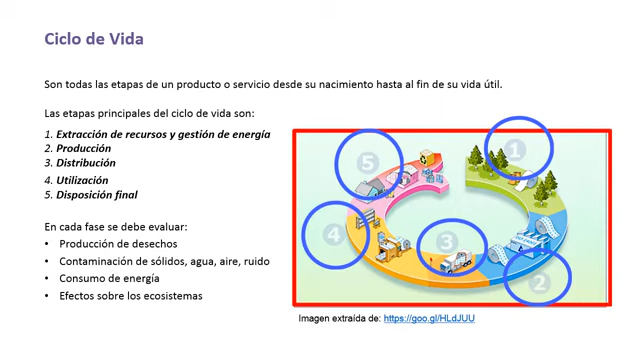 Ciclo de Vida
Son todas las etapas de un producto o servicio desde su nacimiento hasta al fin de su vida útil.
Las etapas principales del ciclo de vida son:
1. Extracción de recursos y gestión de energía
2. Producción
3. Distribución
4. Utilización
5. Disposición final
En cada fase se debe evaluar:
• Producción de desechos
• Contaminación de sólidos, agua, aire, ruido
• Consumo de energía
• Efectos sobre los ecosistemas
1
2
3
4
5
Imagen extraída de: https://goo.gl/HLdJUU